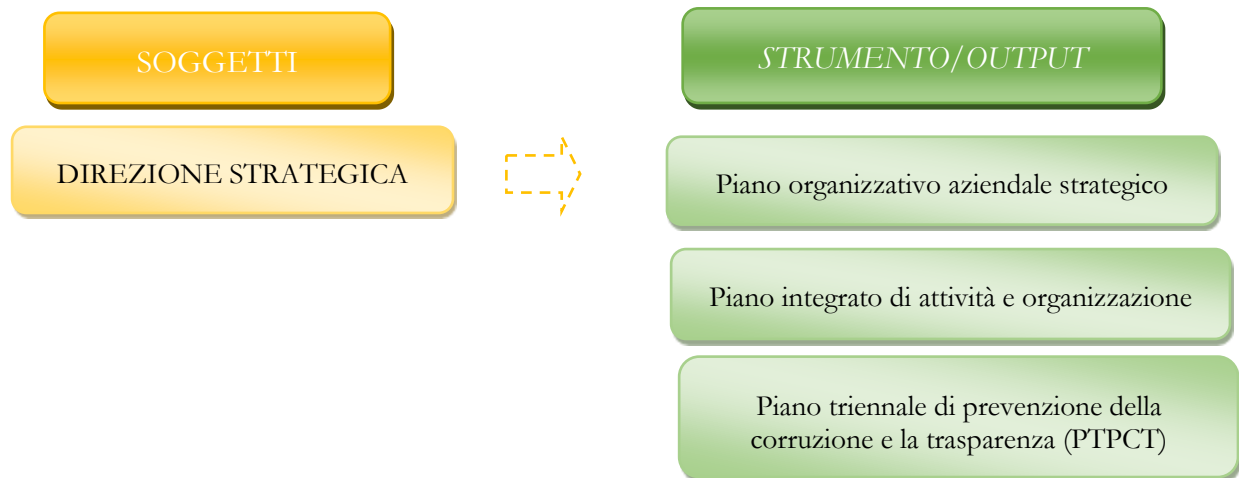 SOGGETTI
STRUMENTO/OUTPUT
DIREZIONE STRATEGICA
Piano organizzativo aziendale strategico
Piano integrato di attività e organizzazione
Piano triennale di prevenzione della
corruzione e la trasparenza (PTPCT)